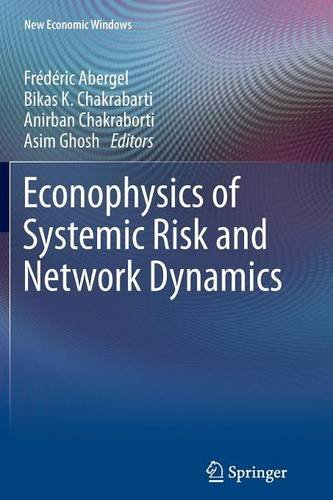 New Economic Windows
Frédéric Abergel
Bikas K. Chakrabarti
Anirban Chakraborti
Asim Ghosh Editors
Econophysics of
Systemic Risk and
Network Dynamics
Springer